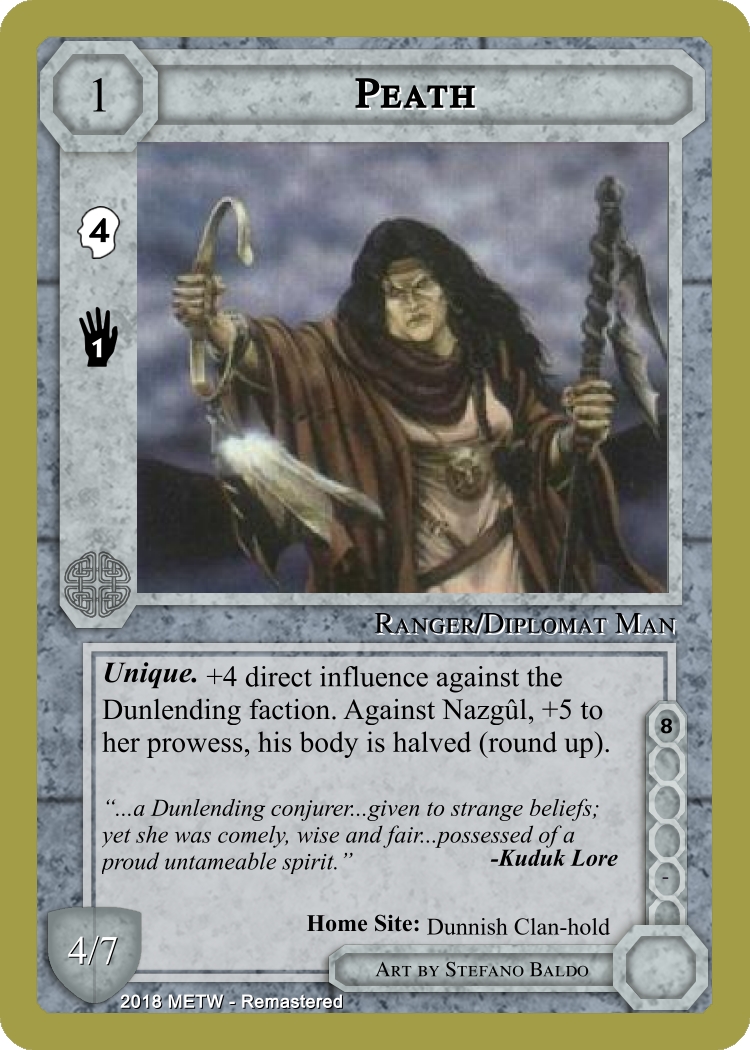 1
PEATH
4
1
RANGER/DIPLOMAT MAN
Unique. +4 direct influence against the
Dunlending faction. Against Nazgûl, +5 to
her prowess, his body is halved (round up).
8
“...a Dunlending conjurer...given to strange beliefs;
yet she was comely, wise and fair...possessed of a
proud untameable spirit.” -Kuduk Lore
-
Home Site: Dunnish Clan-hold
4/7
ART BY STEFANO BALDO
2018 METW - Remastered